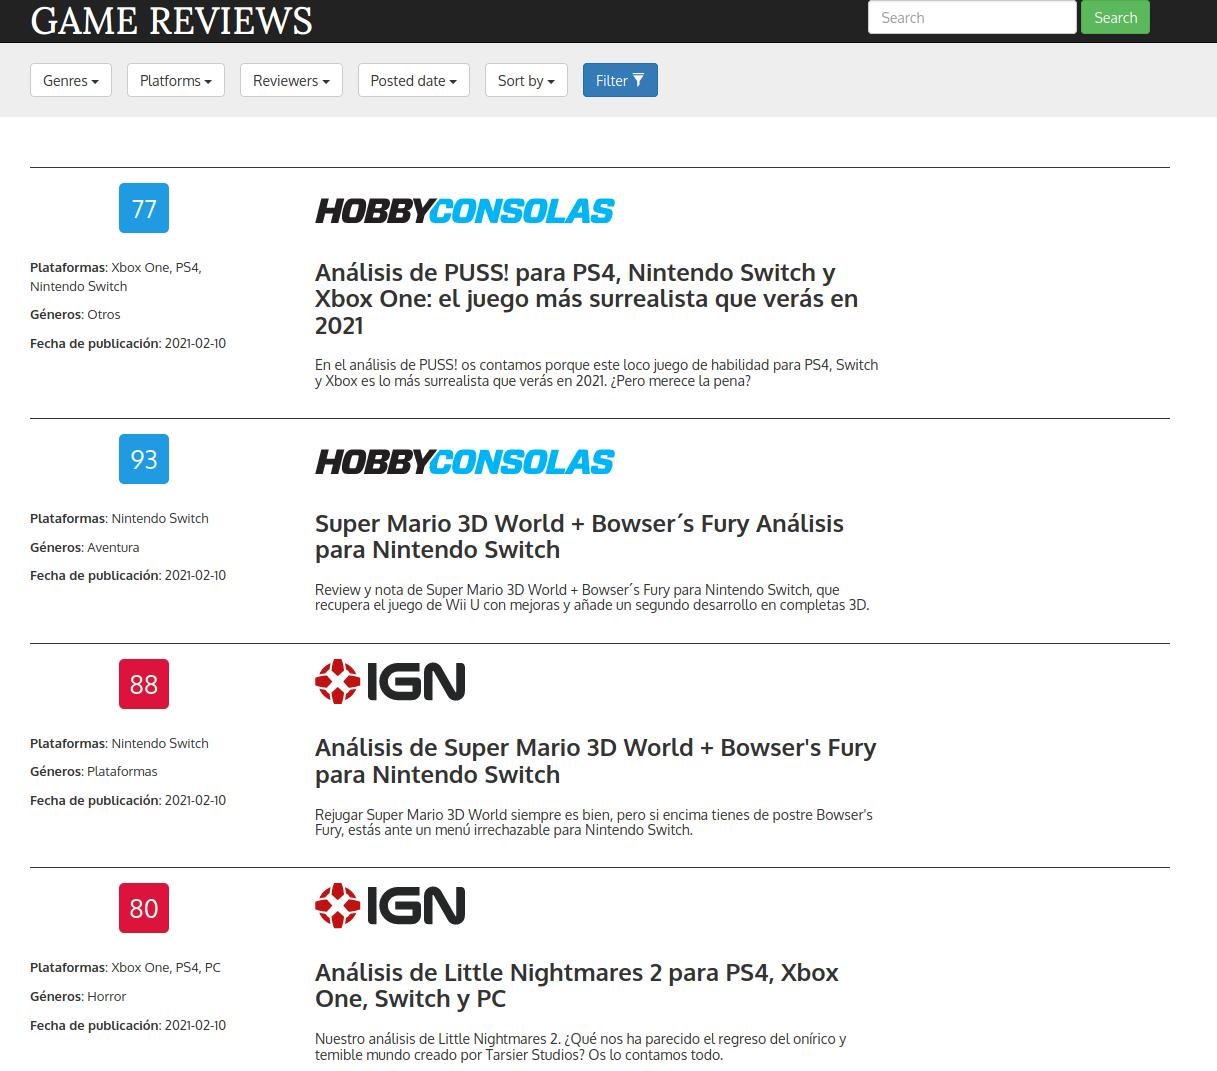 GAME REVIEWS
Search
Search
Genres
Platforms
Reviewers
Posted date
Sort by
Filter
77
HOBBYCONSOLAS
Plataformas: Xbox One, PS4,
Nintendo Switch
Géneros: Otros
Fecha de publicación: 2021-02-10
Análisis de PUSS! para PS4, Nintendo Switch y
Xbox One: el juego más surrealista que verás en
2021
En el análisis de PUSS! os contamos porque este loco juego de habilidad para PS4, Switch
y Xbox es lo más surrealista que verás en 2021. ¿Pero merece la pena?
93
HOBBYCONSOLAS
Plataformas: Nintendo Switch
Géneros: Aventura
Fecha de publicación: 2021-02-10
Super Mario 3D World + Bowser´s Fury Análisis
para Nintendo Switch
Review y nota de Super Mario 3D World + Bowser´s Fury para Nintendo Switch, que
recupera el juego de Wii U con mejoras y añade un segundo desarrollo en completas 3D.
88
IGN
Plataformas: Nintendo Switch
Géneros: Plataformas
Fecha de publicación: 2021-02-10
Análisis de Super Mario 3D World + Bowser's Fury
para Nintendo Switch
Rejugar Super Mario 3D World siempre es bien, pero si encima tienes de postre Bowser's
Fury, estás ante un menú irrechazable para Nintendo Switch.
80
IGN
Plataformas: Xbox One, PS4, PC
Géneros: Horror
Fecha de publicación: 2021-02-10
Análisis de Little Nightmares 2 para PS4, Xbox
One, Switch y PC
Nuestro análisis de Little Nightmares 2. ¿Qué nos ha parecido el regreso del onírico y
temible mundo creado por Tarsier Studios? Os lo contamos todo.